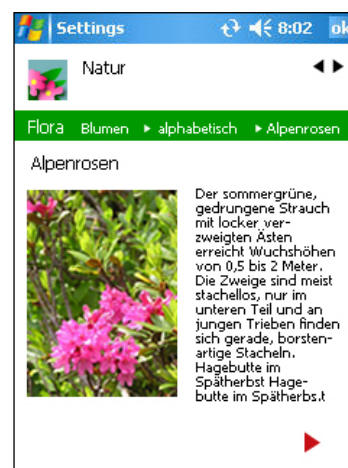 Settings 8:02 ok
Natur
Flora Blumen alphabetisch Alpenrosen
Alpenrosen
Der sommergrüne,
gedrungene Strauch
mit locker ver-
zweigten Ästen
erreicht Wuchshöhen
von 0,5 bis 2 Meter.
Die Zweige sind meist
stachellos, nur im
unteren Teil und an
jungen Trieben finden
sich gerade, borsten-
artige Stacheln.
Hagebutte im
Spätherbst Hage-
butte im Spätherbs.t